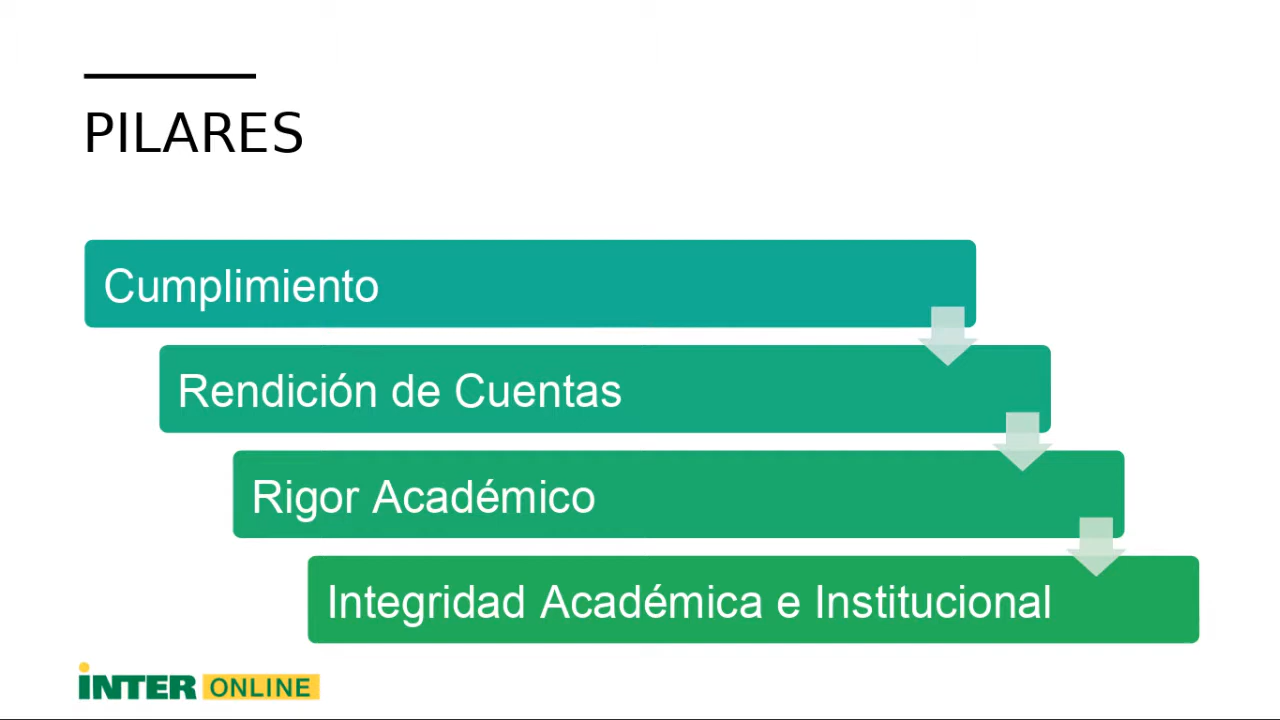 PILARES
Cumplimiento
Rendición de Cuentas
Rigor Académico
Integridad Académica e Institucional
INTER ONLINE